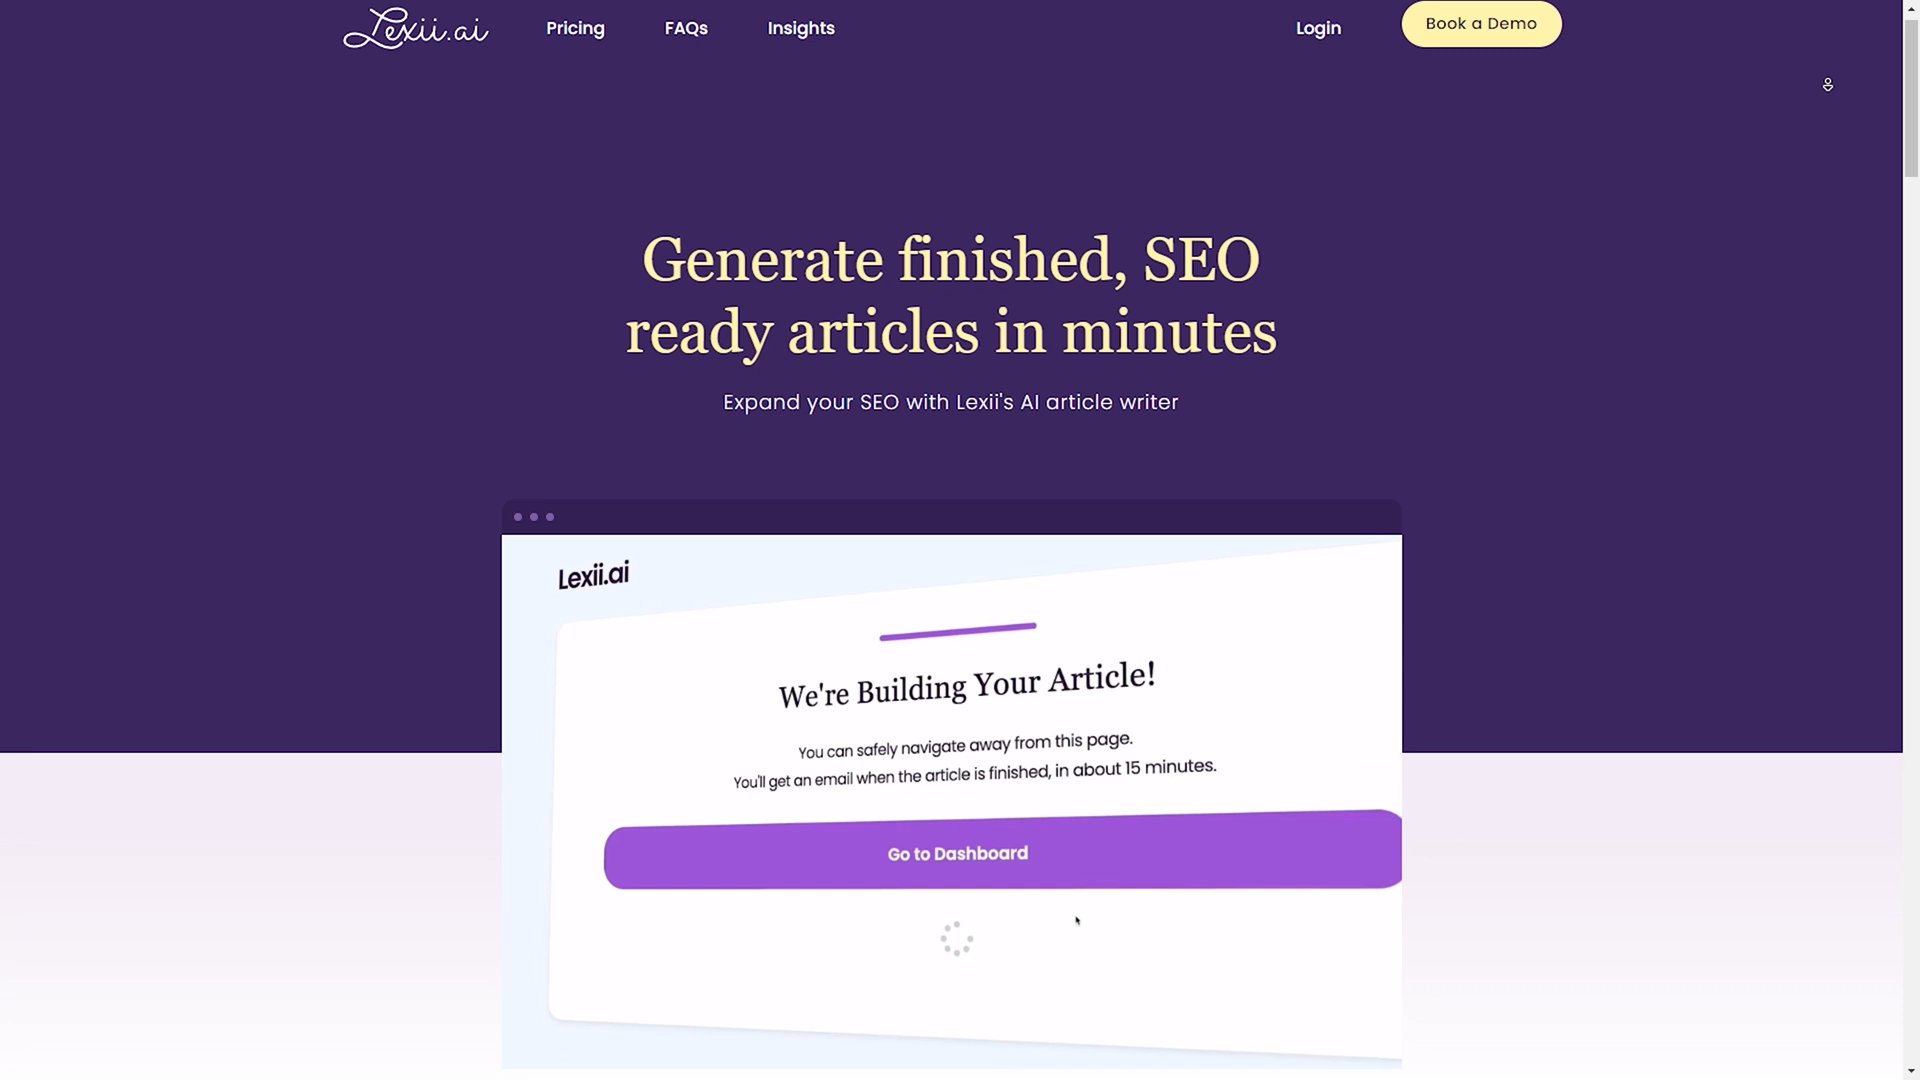 Lexii.ai
Pricing
FAQs
Insights
Login
Book a Demo
Generate finished, SEO
ready articles in minutes
Expand your SEO with Lexii's AI article writer
Lexii.ai
We're Building Your Article!
You can safely navigate away from this page.
You'll get an email when the article is finished, in about 15 minutes.
Go to Dashboard